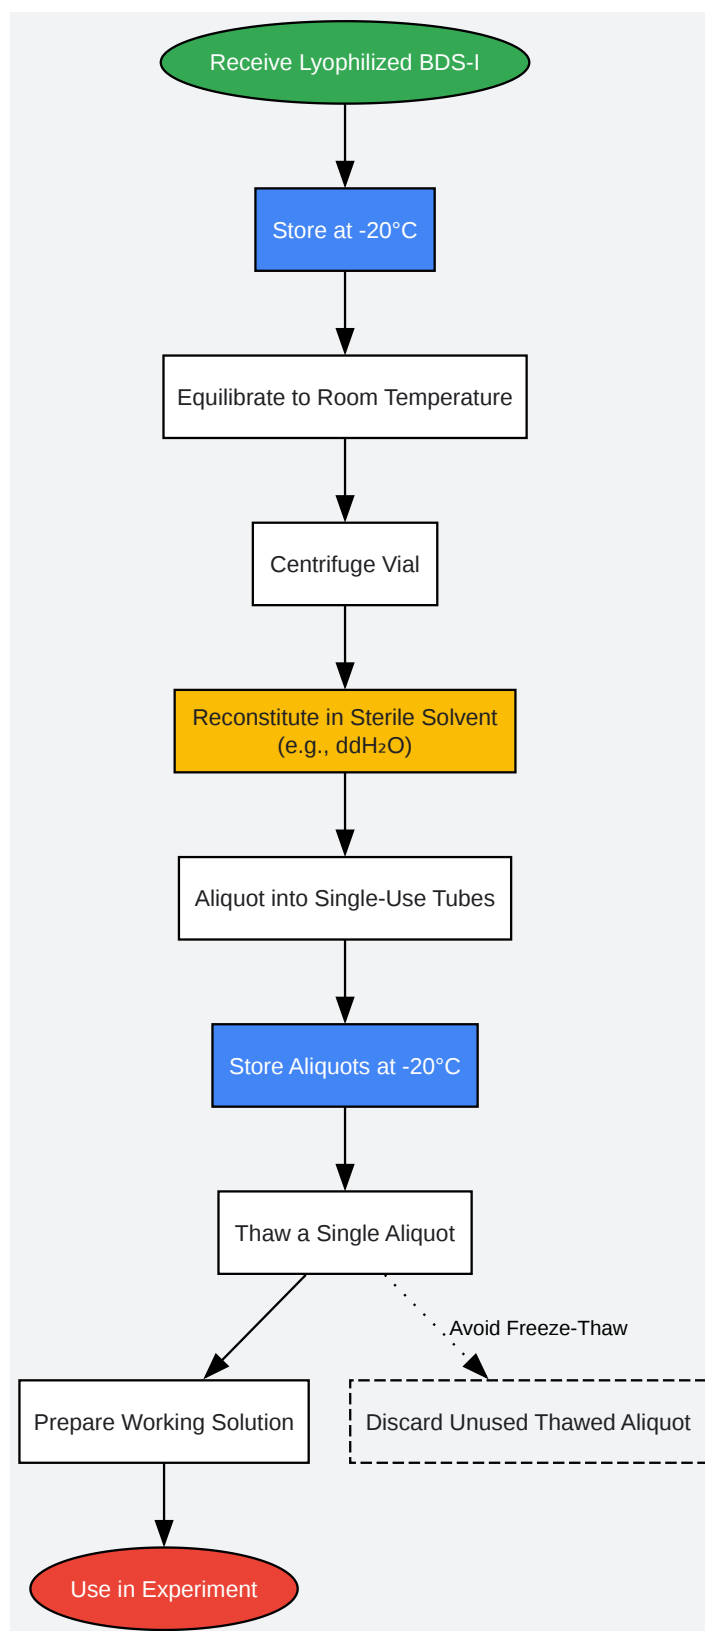 Receive Lyophilized BDS-I
Store at -20°C
Equilibrate to Room Temperature
Centrifuge Vial
Reconstitute in Sterile Solvent
(e.g., ddH₂O)
Aliquot into Single-Use Tubes
Store Aliquots at -20°C
Thaw a Single Aliquot
Avoid Freeze-Thaw
Prepare Working Solution
Discard Unused Thawed Aliquot
Use in Experiment